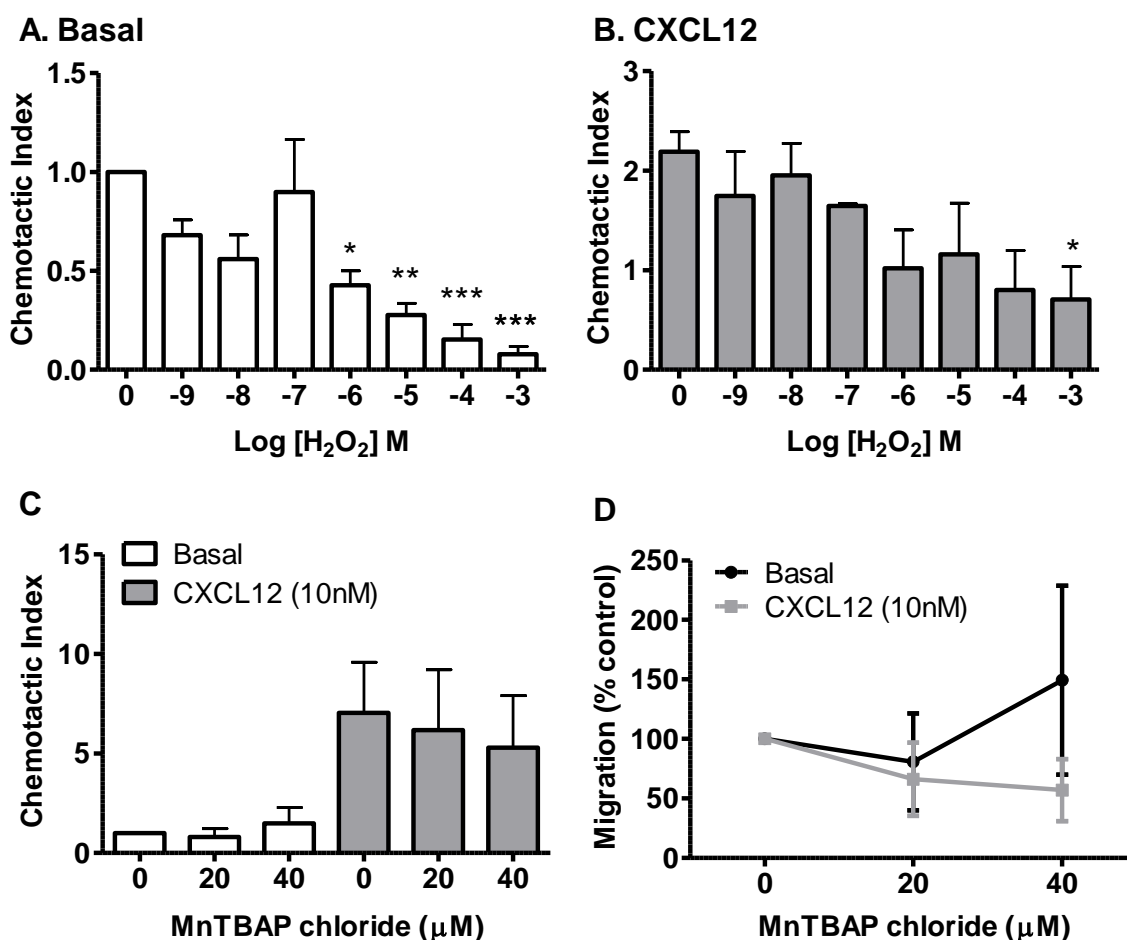 A. Basal
1.5
1.0
0.5
0.0
Chemotactic Index
*
**
***
***
0 -9 -8 -7 -6 -5 -4 -3
Log [H₂O₂] M
B. CXCL12
3
2
1
0
Chemotactic Index
*
0 -9 -8 -7 -6 -5 -4 -3
Log [H₂O₂] M
C
Basal
CXCL12 (10nM)
15
10
5
0
Chemotactic Index
0 20 40 0 20 40
MnTBAP chloride (μM)
D
Basal
CXCL12 (10nM)
250
200
150
100
50
0
Migration (% control)
0 20 40
MnTBAP chloride (μM)